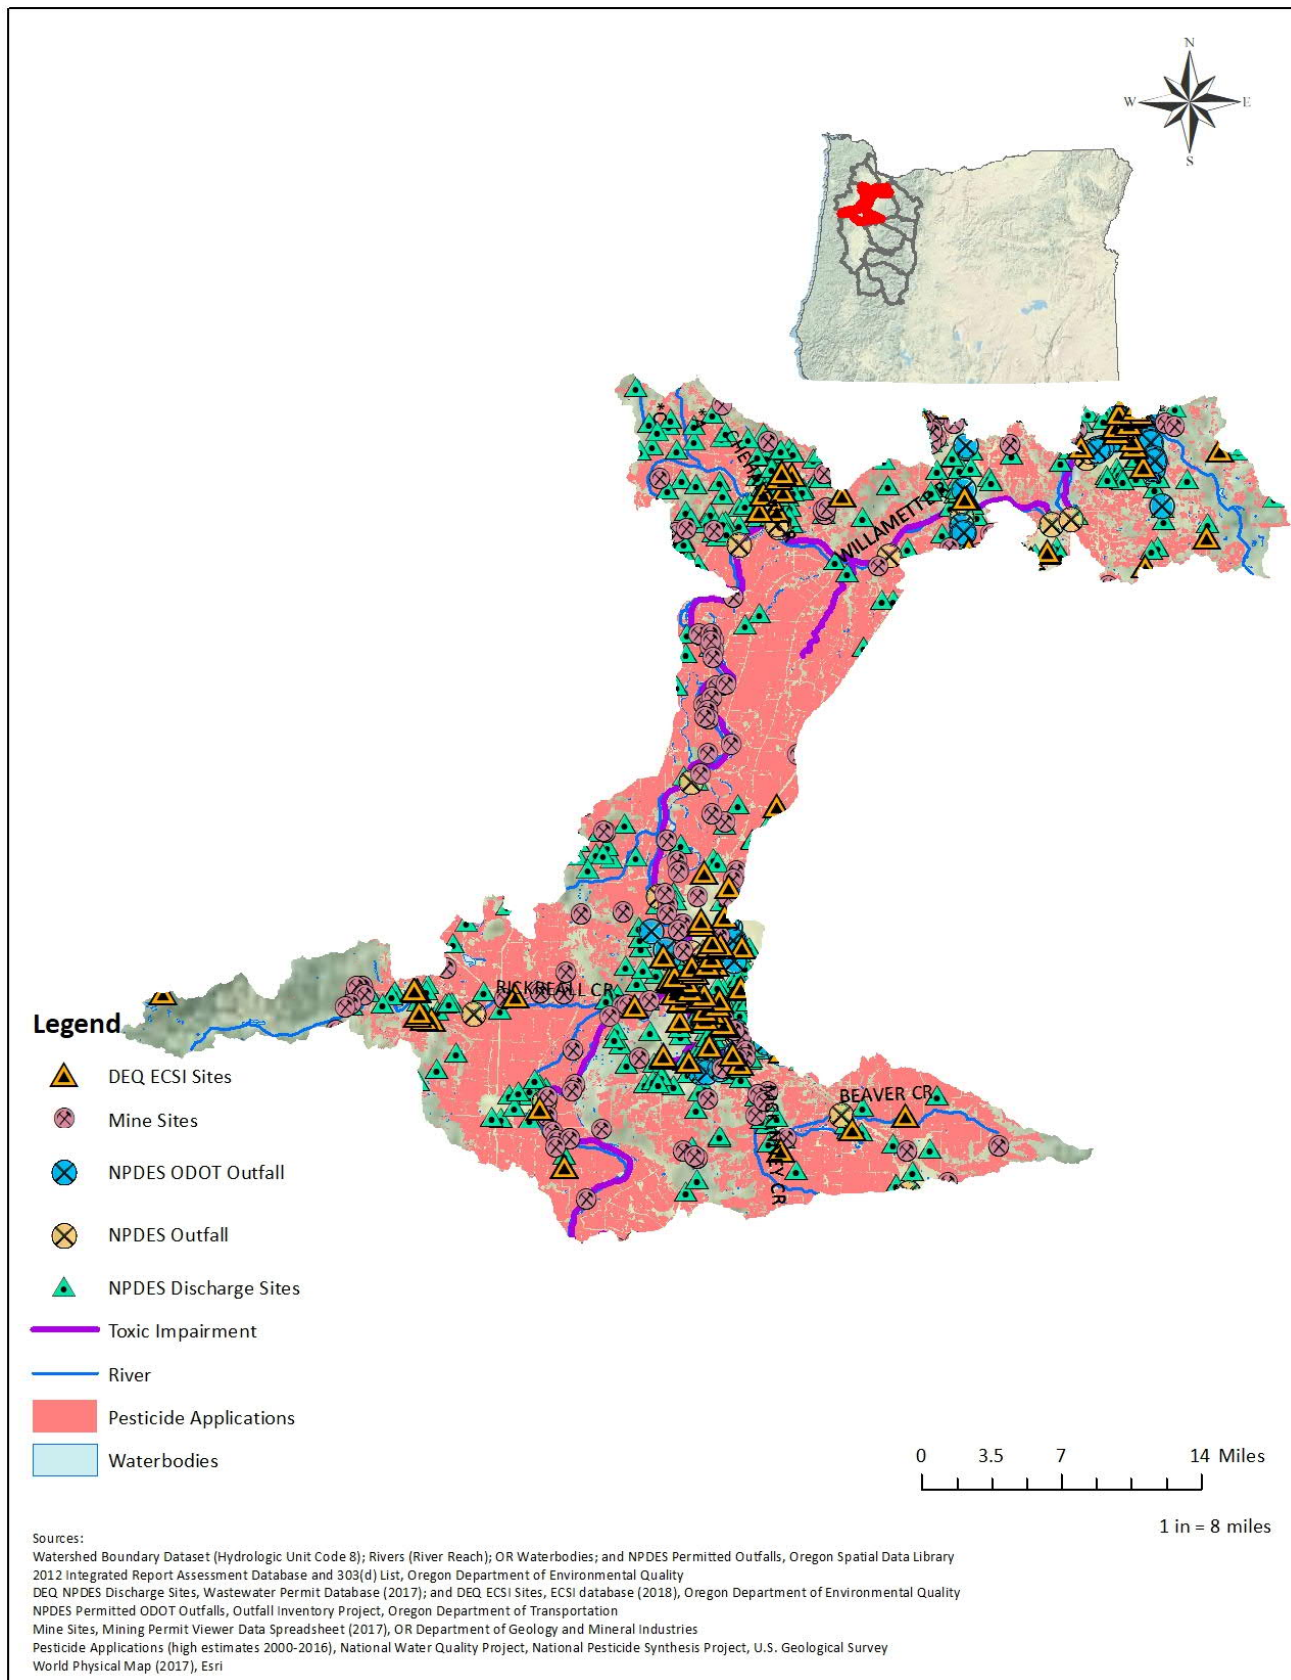 N
W
E
S
CHEH
WILLAMETTE R
RICKREALL CR
BEAVER CR
MCKINNEY CR
Legend
DEQ ECSI Sites
Mine Sites
NPDES ODOT Outfall
NPDES Outfall
NPDES Discharge Sites
Toxic Impairment
River
Pesticide Applications
Waterbodies
0 3.5 7 14 Miles
1 in = 8 miles
Sources:
Watershed Boundary Dataset (Hydrologic Unit Code 8); Rivers (River Reach); OR Waterbodies; and NPDES Permitted Outfalls, Oregon Spatial Data Library
2012 Integrated Report Assessment Database and 303(d) List, Oregon Department of Environmental Quality
DEQ NPDES Discharge Sites, Wastewater Permit Database (2017); and DEQ ECSI Sites, ECSI database (2018), Oregon Department of Environmental Quality
NPDES Permitted ODOT Outfalls, Outfall Inventory Project, Oregon Department of Transportation
Mine Sites, Mining Permit Viewer Data Spreadsheet (2017), OR Department of Geology and Mineral Industries
Pesticide Applications (high estimates 2000-2016), National Water Quality Project, National Pesticide Synthesis Project, U.S. Geological Survey
World Physical Map (2017), Esri